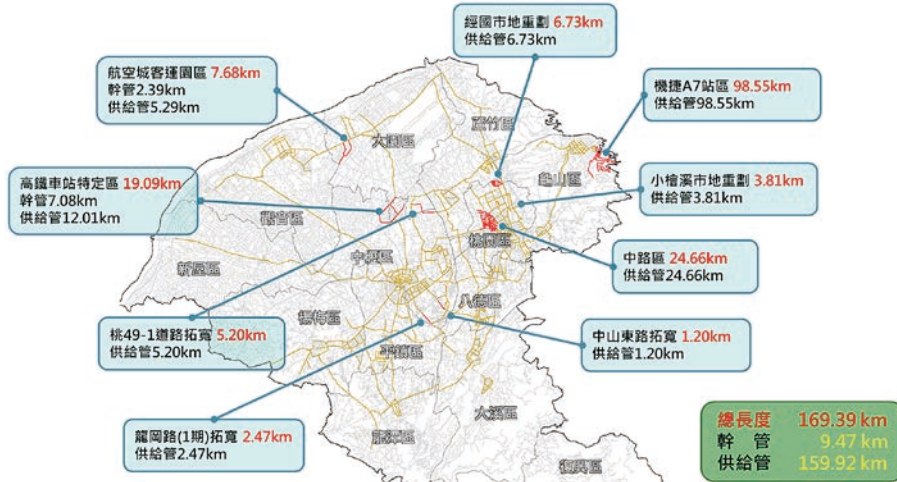 經國市地重劃 6.73km
供給管6.73km
航空城客運園區 7.68km
幹管2.39km
供給管5.29km
機捷A7站區 98.55km
供給管98.55km
蘆竹區
大園區
龜山區
高鐵車站特定區 19.09km
幹管7.08km
供給管12.01km
小檜溪市地重劃 3.81km
供給管3.81km
觀音區
桃園區
中壢區
新屋區
中路區 24.66km
供給管24.66km
八德區
楊梅區
桃49-1道路拓寬 5.20km
供給管5.20km
中山東路拓寬 1.20km
供給管1.20km
平鎮區
大溪區
龍岡路(1期)拓寬 2.47km
供給管2.47km
龍潭區
復興區
總長度 169.39 km
幹 管 9.47 km
供給管 159.92 km